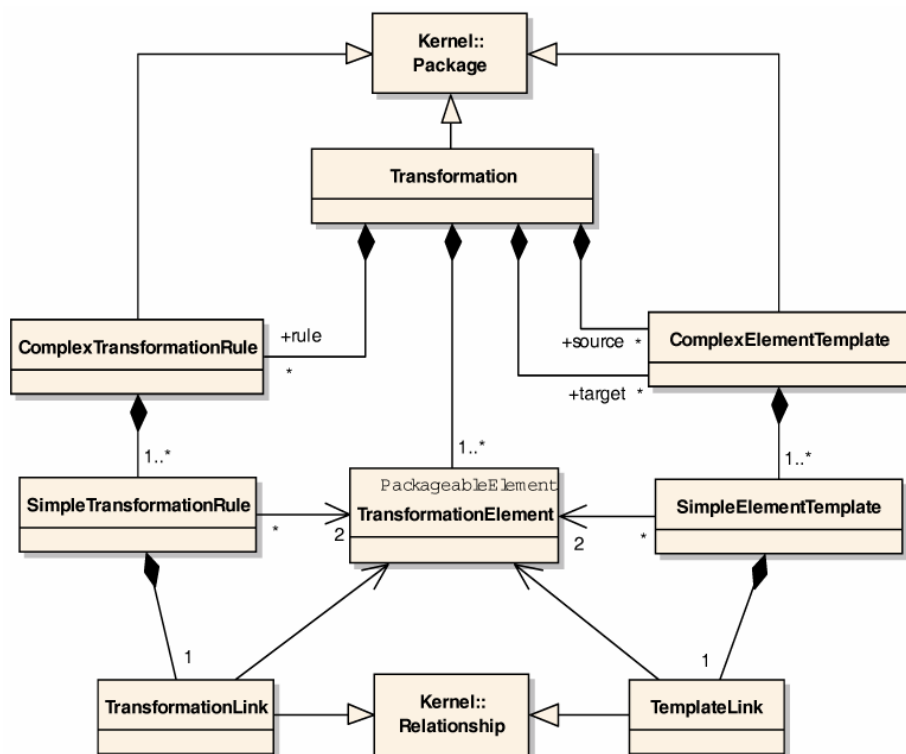 Kernel::
Package
Transformation
ComplexTransformationRule
+rule
*
+source *
+target *
ComplexElementTemplate
1..*
1..*
1..*
SimpleTransformationRule
*
2
PackageableElement
TransformationElement
2
*
SimpleElementTemplate
1
1
TransformationLink
Kernel::
Relationship
TemplateLink